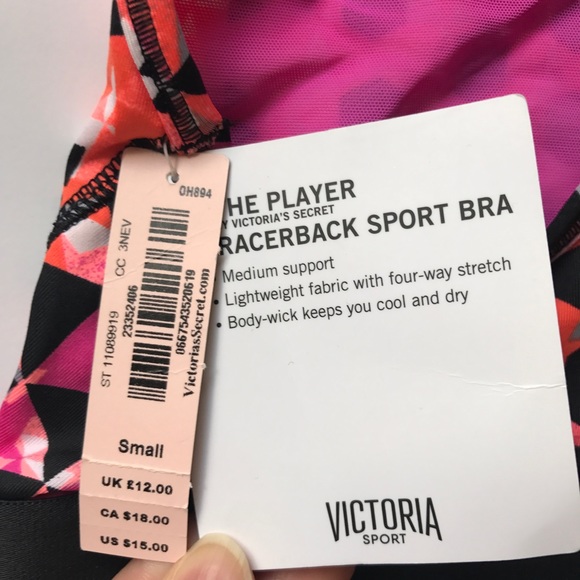 OH894
ST 11089919 CC 3NEV
23352406
0667543520619
VictoriasSecret.com
Small
UK £12.00
CA $18.00
US $15.00
HE PLAYER
Y VICTORIA'S SECRET
RACERBACK SPORT BRA
Medium support
• Lightweight fabric with four-way stretch
• Body-wick keeps you cool and dry
VICTORIA
SPORT